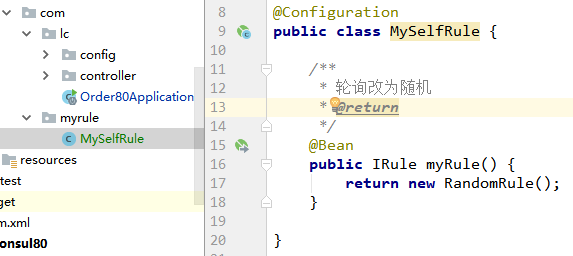 com
lc
config
controller
Order80Application
myrule
MySelfRule
resources
test
get
m.xml
onsul80
8 @Configuration
9 public class MySelfRule {
10
11 /**
12 * 轮询改为随机
13 * @return
14 */
15 @Bean
16 public IRule myRule() {
17 return new RandomRule();
18 }
19
20 }